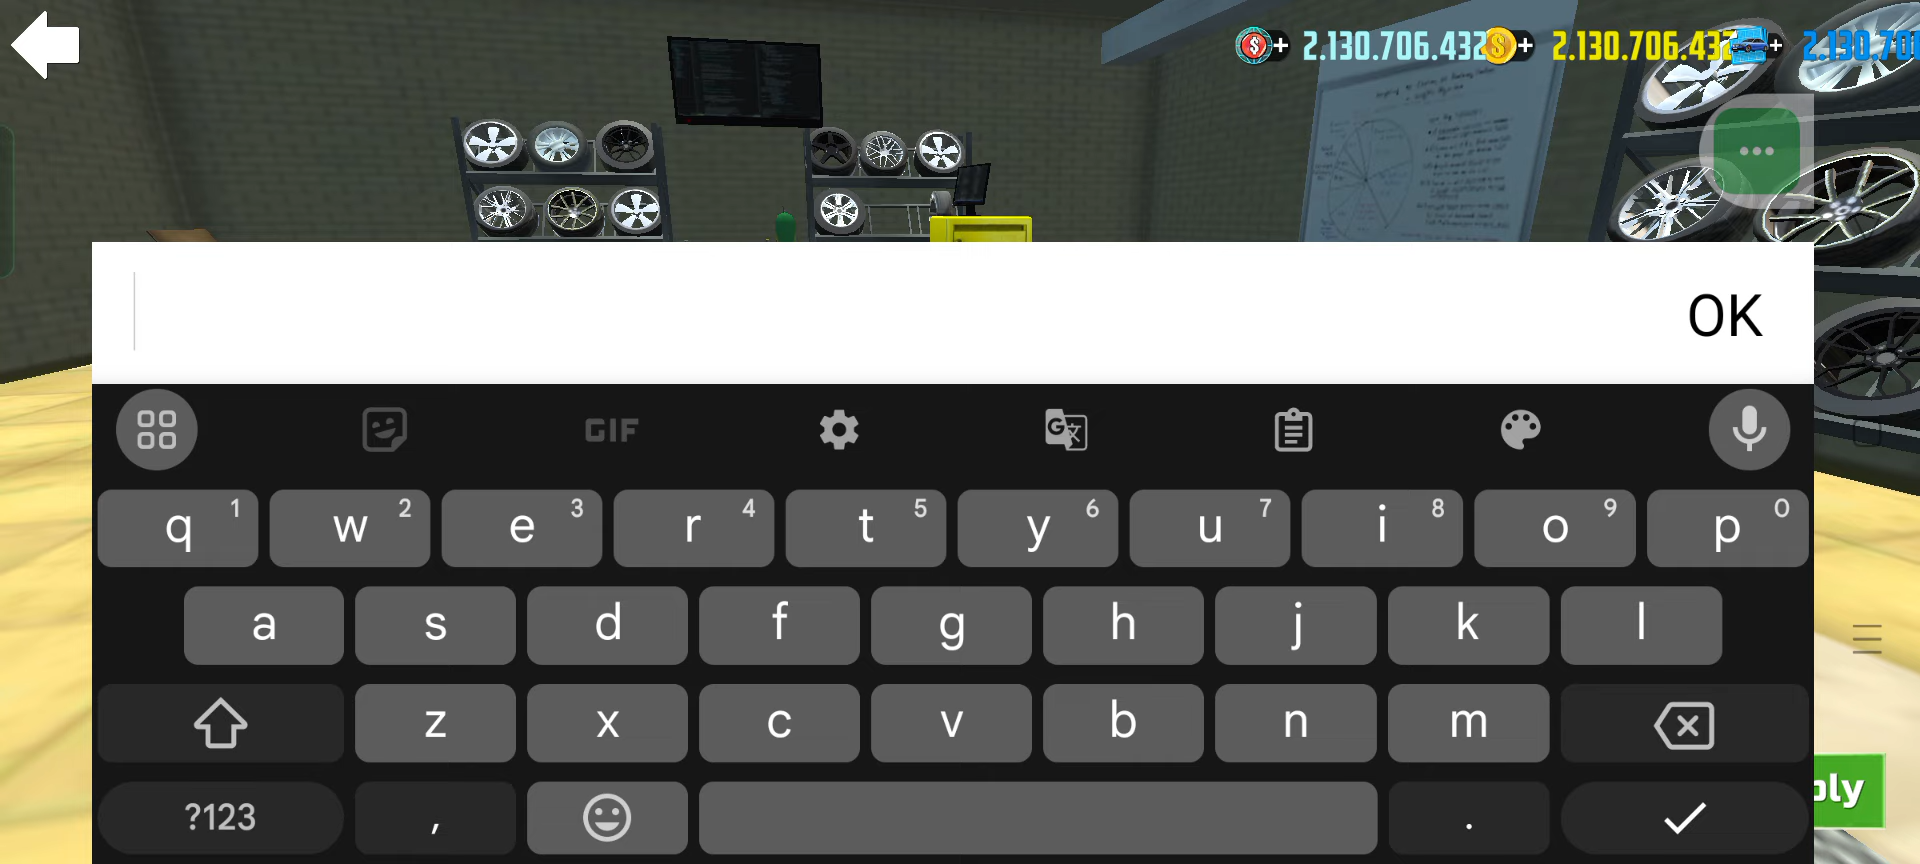 2.130.706.432
2.130.706.432
2.130.70
OK
GIF
q 1 w 2 e 3 r 4 t 5 y 6 u 7 i 8 o 9 p 0
a s d f g h j k l
z x c v b n m
?123 , .
ply